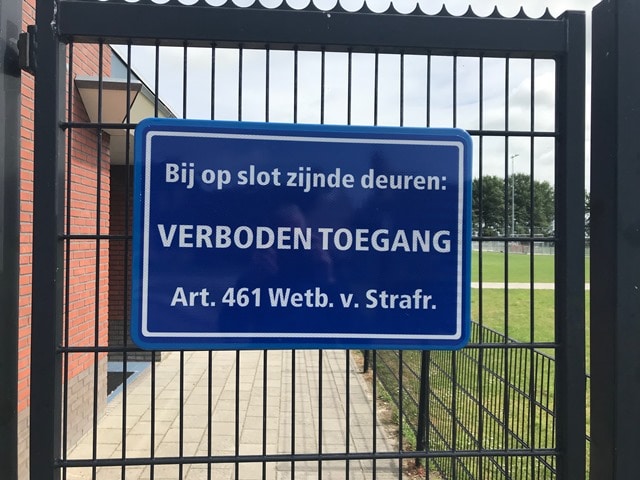 Bij op slot zijnde deuren:
VERBODEN TOEGANG
Art. 461 Wetb. v. Strafr.